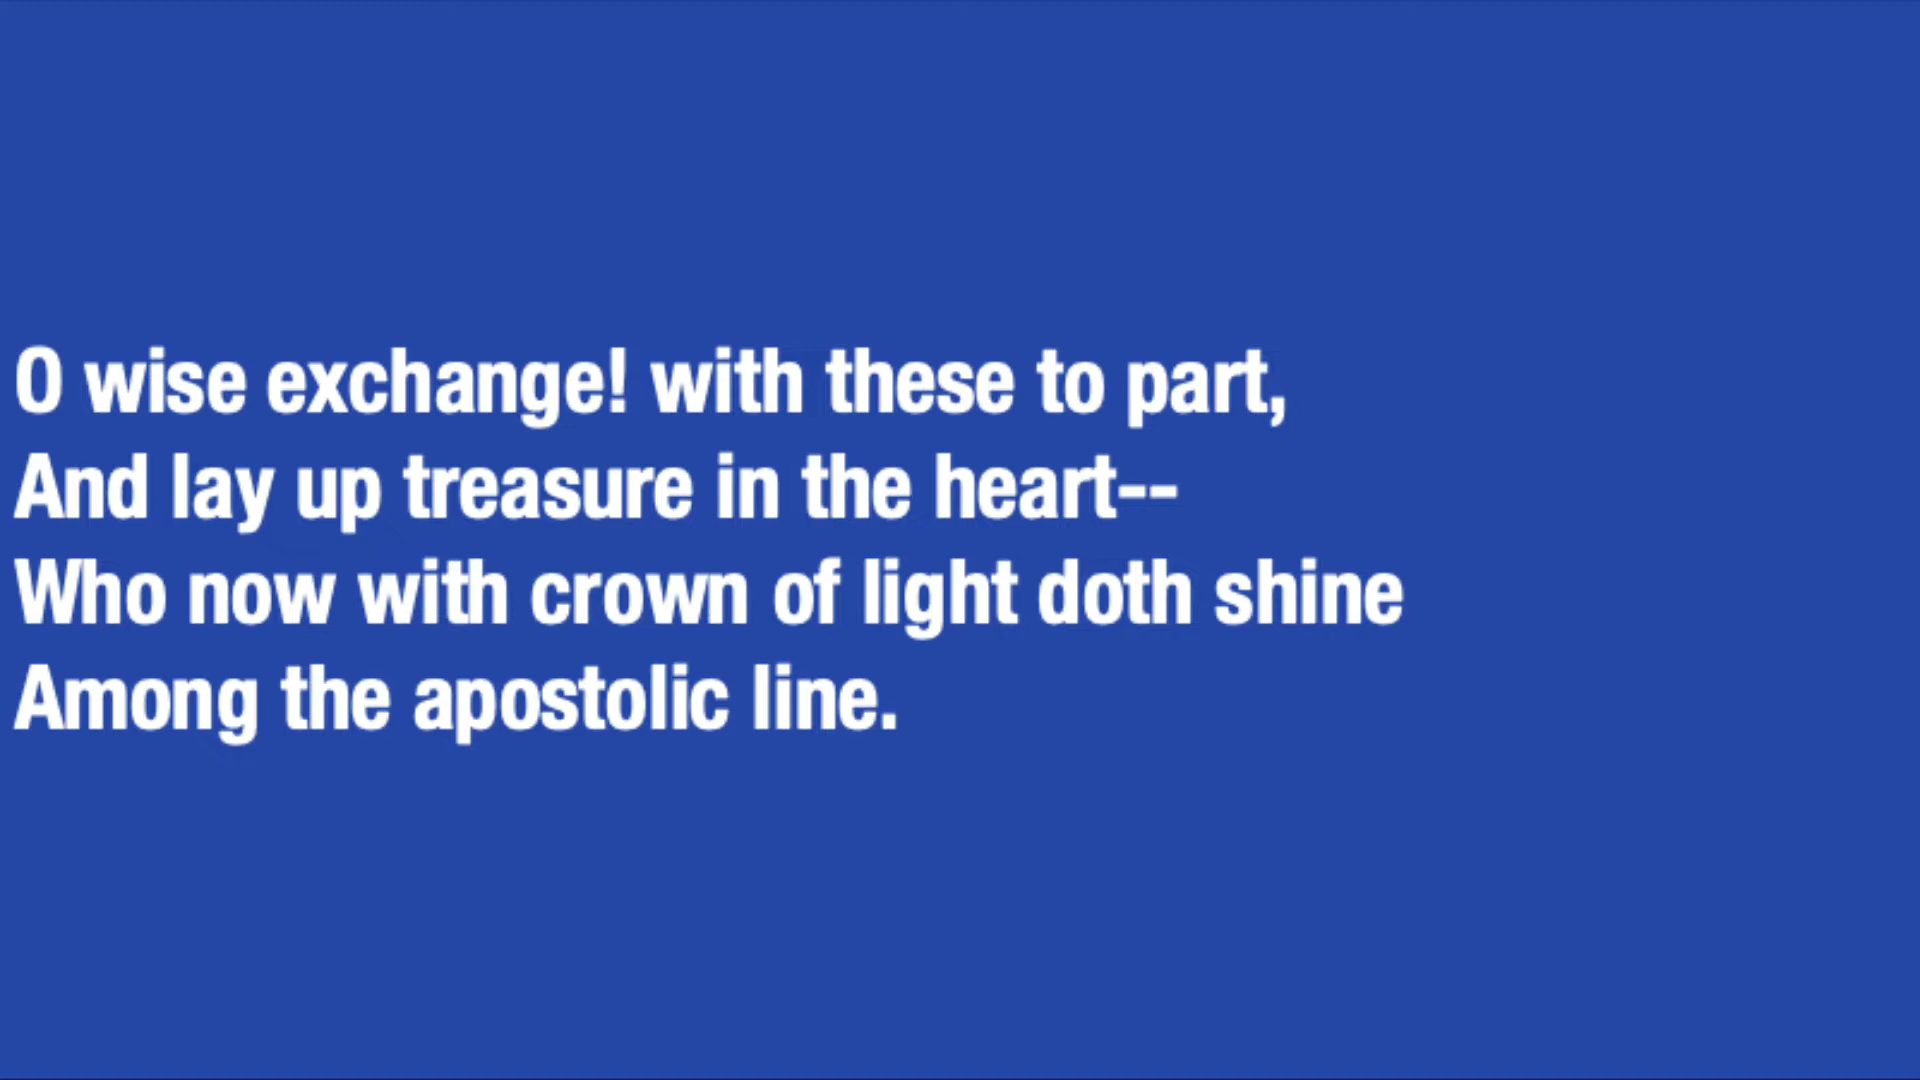 O wise exchange! with these to part,
And lay up treasure in the heart--
Who now with crown of light doth shine
Among the apostolic line.